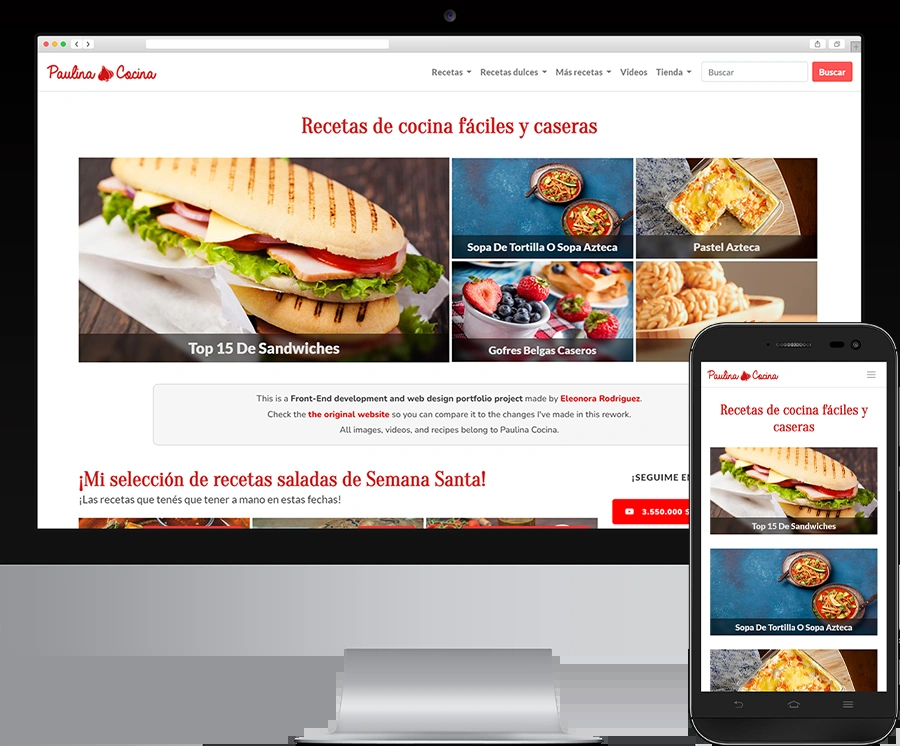 Paulina Cocina
Recetas
Recetas dulces
Más recetas
Videos
Tienda
Buscar
Buscar
Recetas de cocina fáciles y caseras
Top 15 De Sandwiches
Sopa De Tortilla O Sopa Azteca
Pastel Azteca
Gofres Belgas Caseros
This is a Front-End development and web design portfolio project made by Eleonora Rodriguez.
Check the the original website so you can compare it to the changes I've made in this rework.
All images, videos, and recipes belong to Paulina Cocina.
¡Mi selección de recetas saladas de Semana Santa!
¡Las recetas que tenés que tener a mano en estas fechas!
¡SEGUIME EN
3.550.000 S
Paulina Cocina
Recetas de cocina fáciles y
caseras
Top 15 De Sandwiches
Sopa De Tortilla O Sopa Azteca